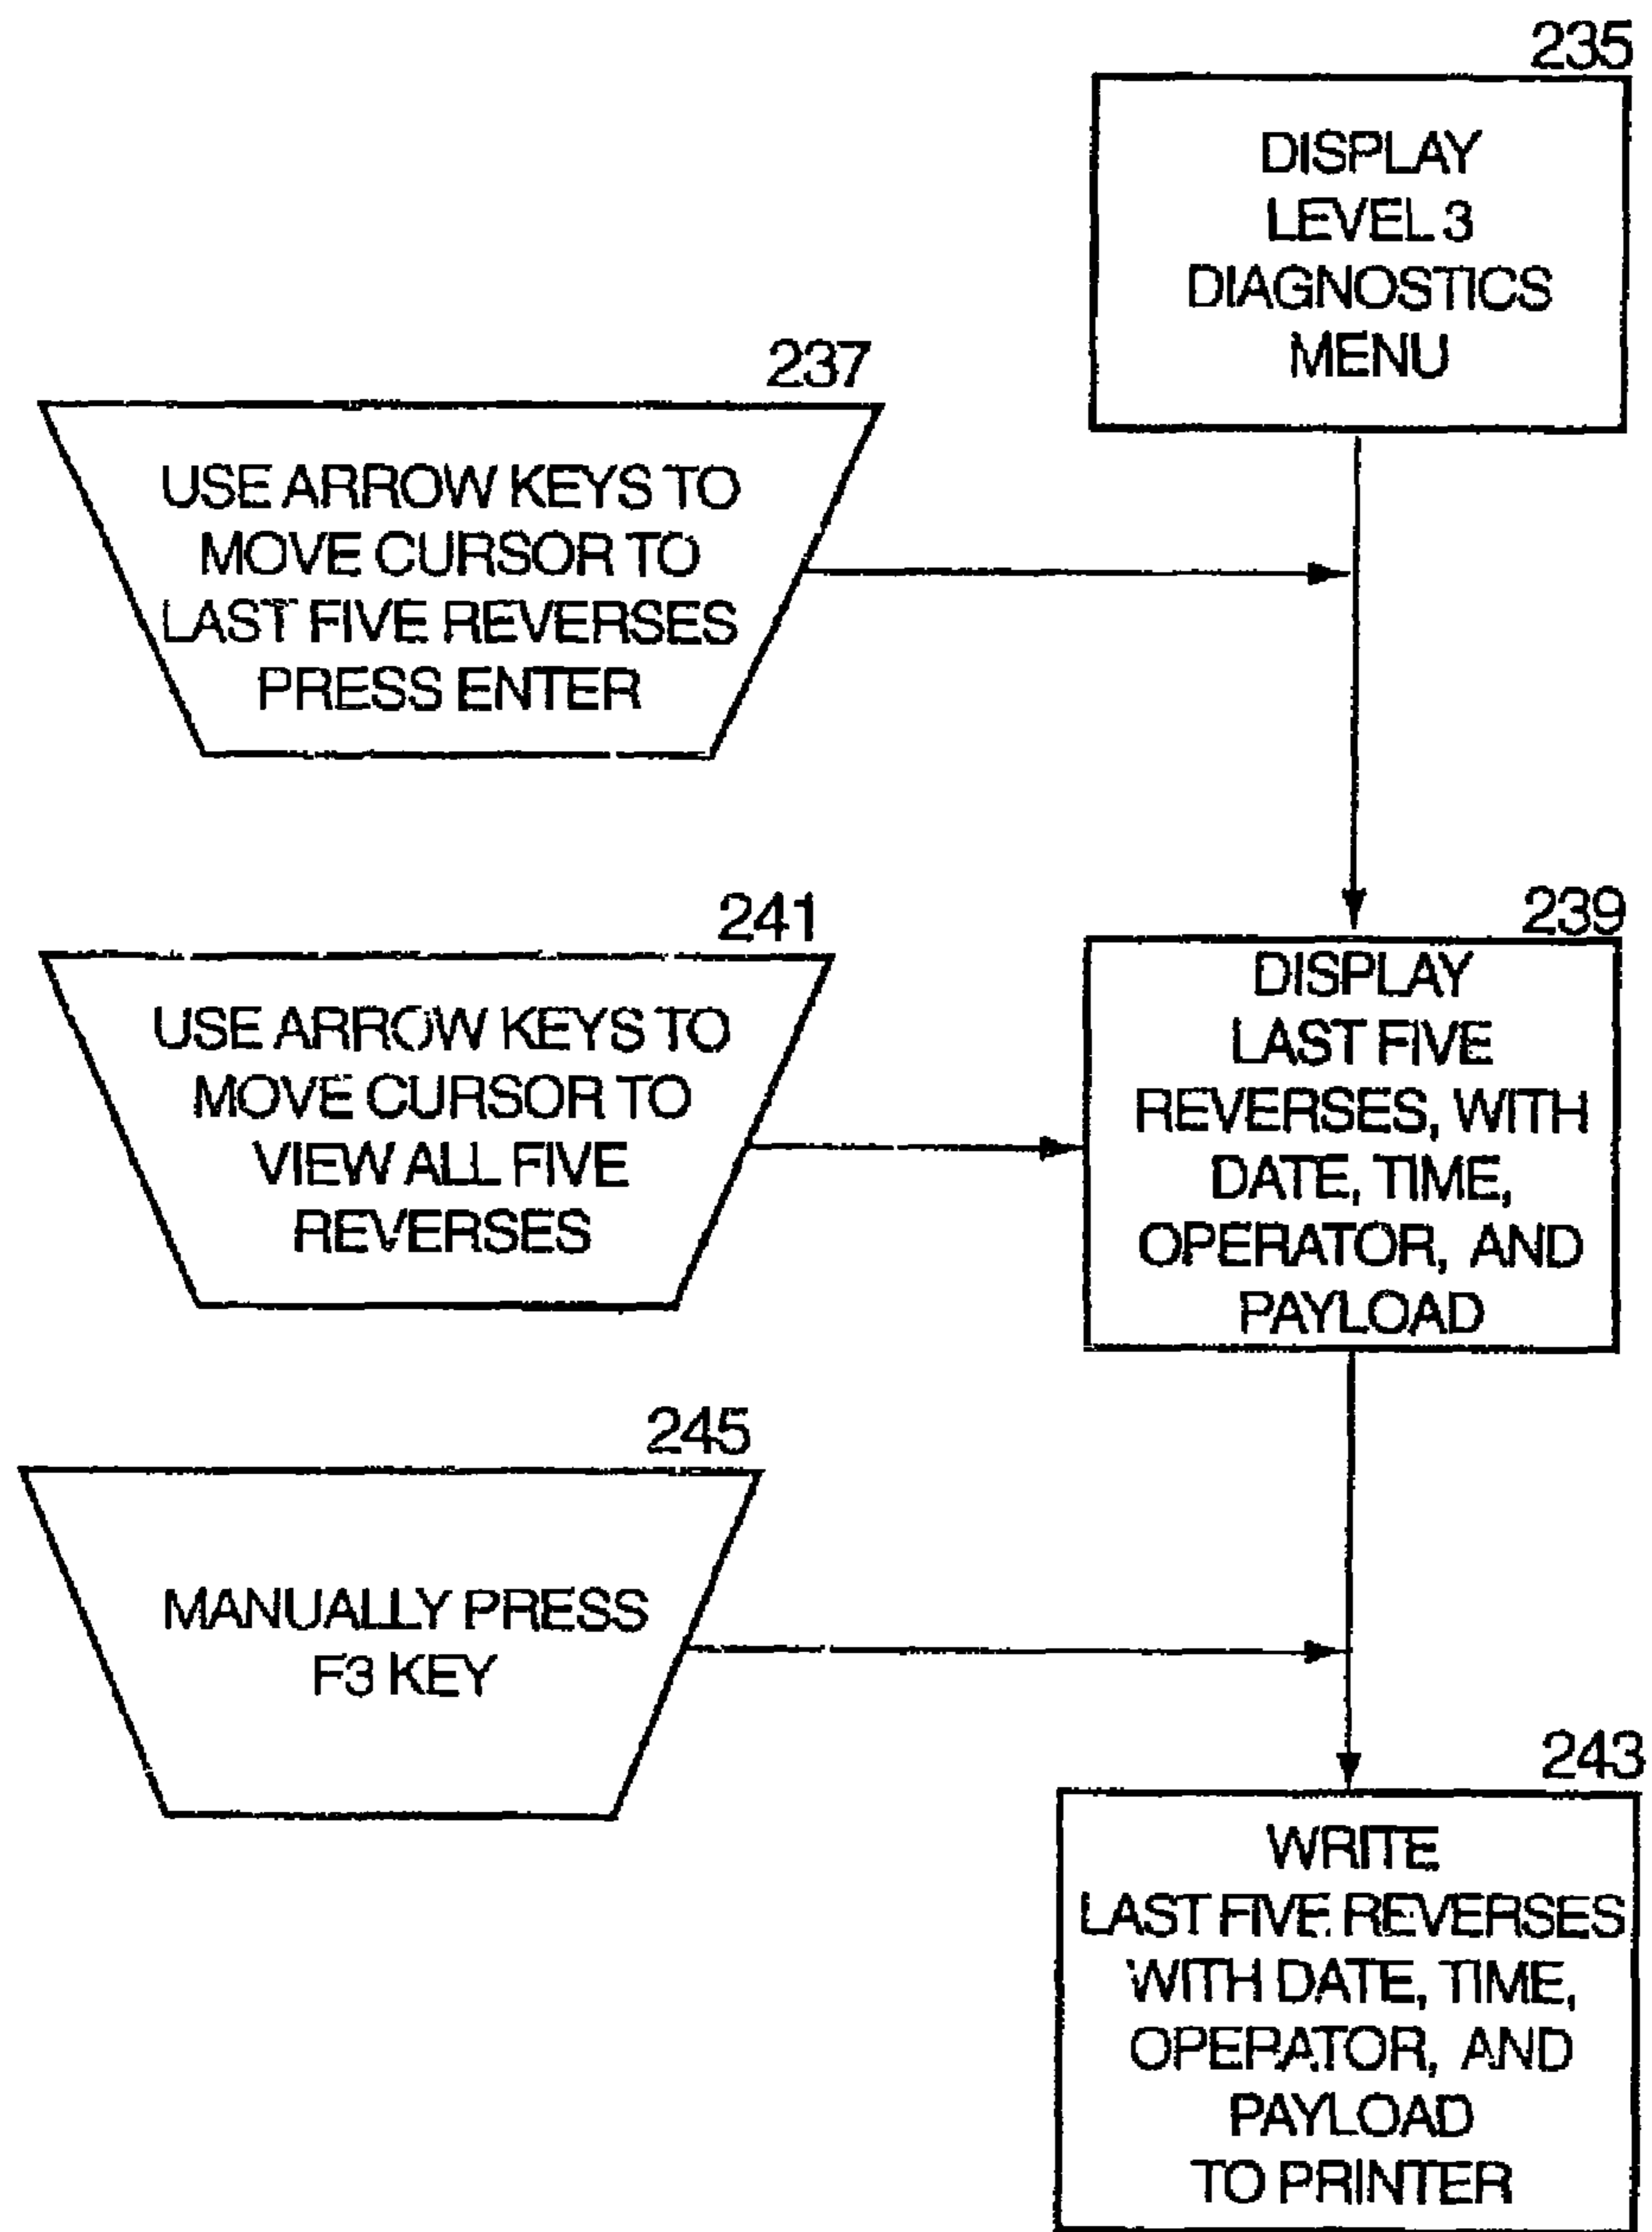 235
DISPLAY
LEVEL 3
DIAGNOSTICS
MENU
237
USE ARROW KEYS TO
MOVE CURSOR TO
LAST FIVE REVERSES
PRESS ENTER
241
USE ARROW KEYS TO
MOVE CURSOR TO
VIEW ALL FIVE
REVERSES
239
DISPLAY
LAST FIVE
REVERSES, WITH
DATE, TIME,
OPERATOR, AND
PAYLOAD
245
MANUALLY PRESS
F3 KEY
243
WRITE
LAST FIVE REVERSES
WITH DATE, TIME,
OPERATOR, AND
PAYLOAD
TO PRINTER